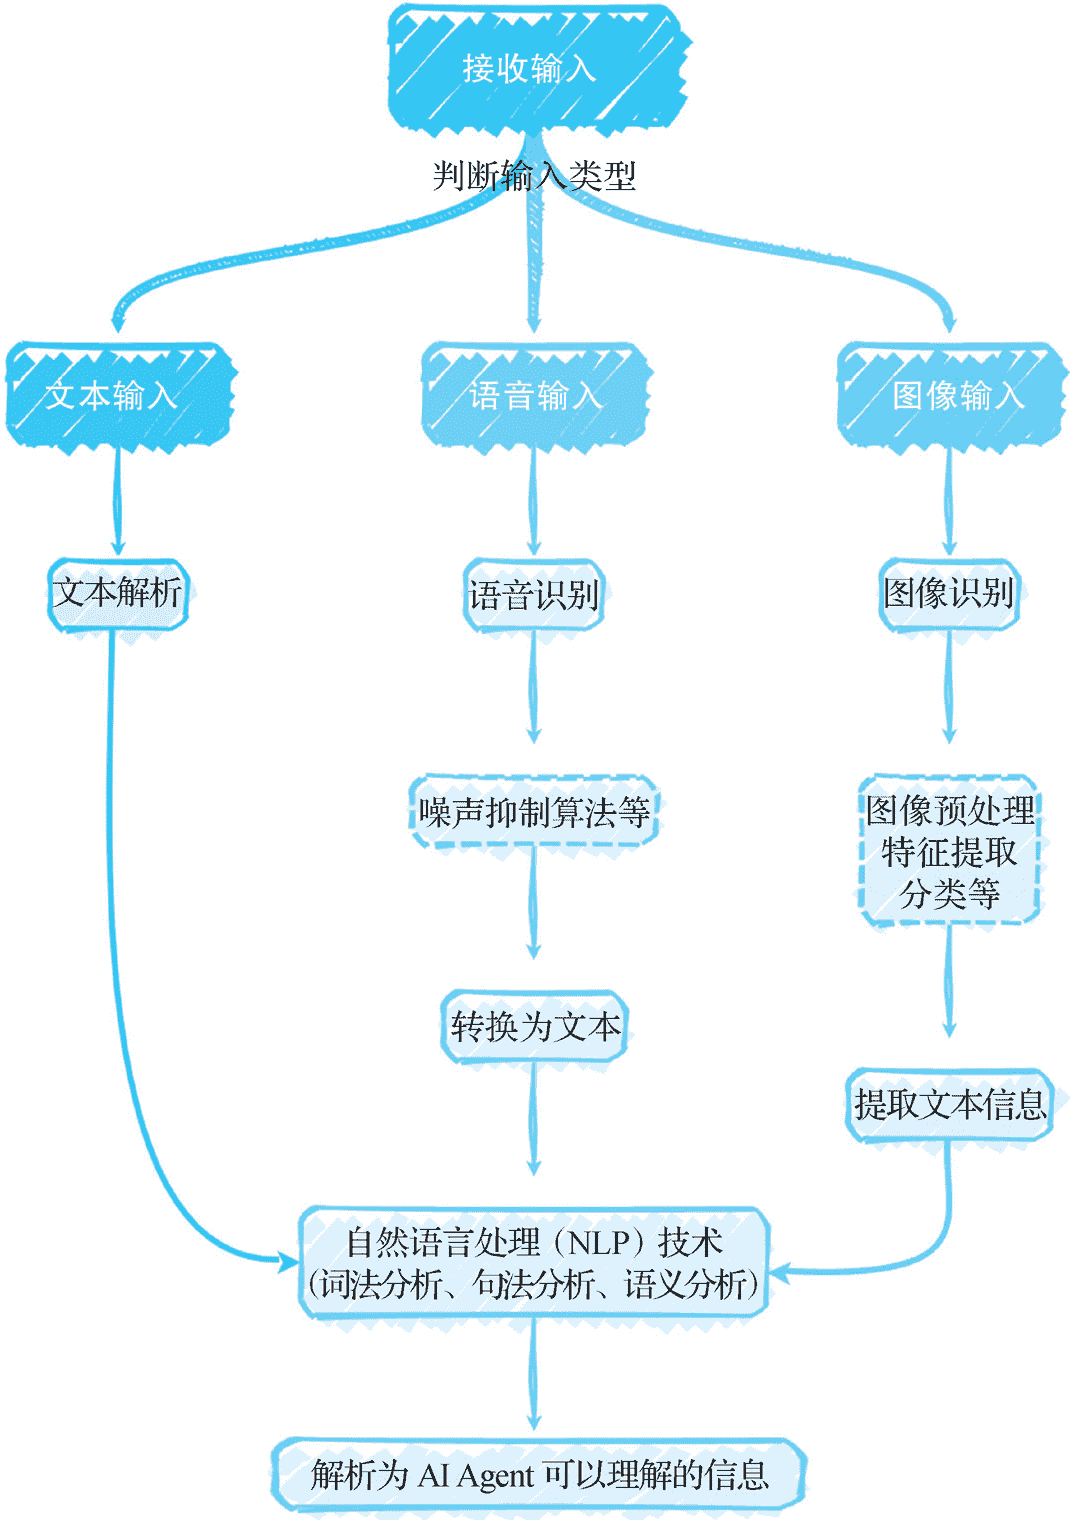 接收输入
判断输入类型
文本输入
语音输入
图像输入
文本解析
语音识别
图像识别
噪声抑制算法等
图像预处理
特征提取
分类等
转换为文本
提取文本信息
自然语言处理（NLP）技术
（词法分析、句法分析、语义分析）
解析为 AI Agent 可以理解的信息